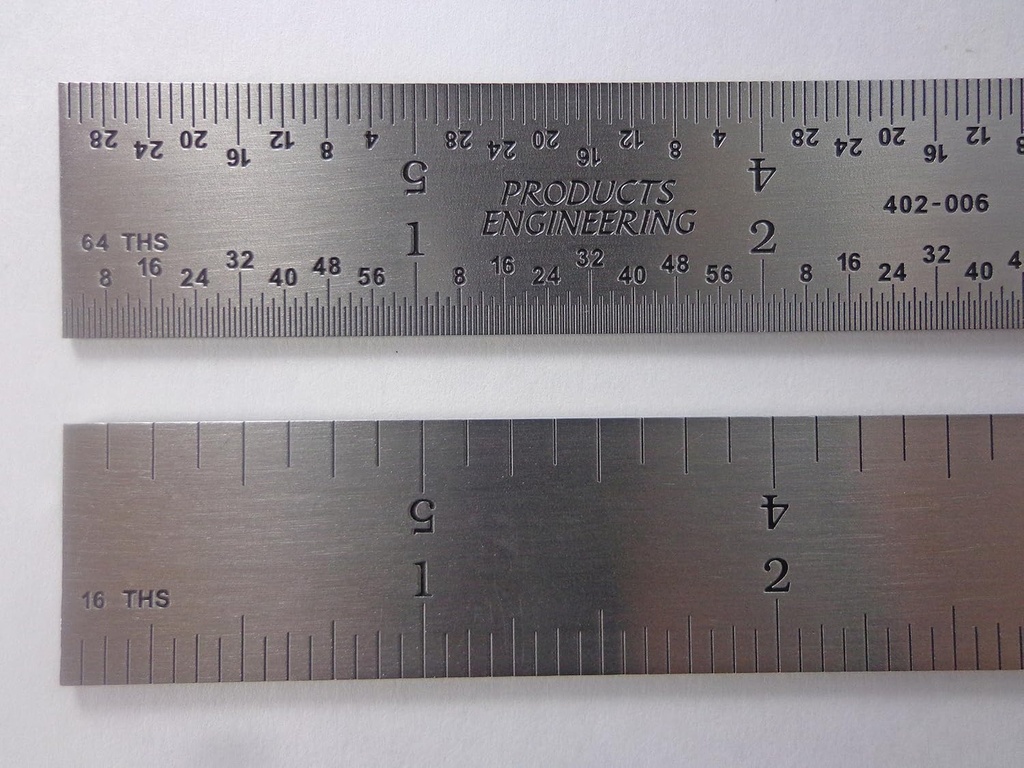 28 24 20 16 12 8 4 28 24 20 16 12 8 4 28 24 20 16 12
5 4
PRODUCTS
ENGINEERING
402-006
64 THS
1 2
8 16 24 32 40 48 56 8 16 24 32 40 48 56 8 16 24 32 40
5 4
1 2
16 THS